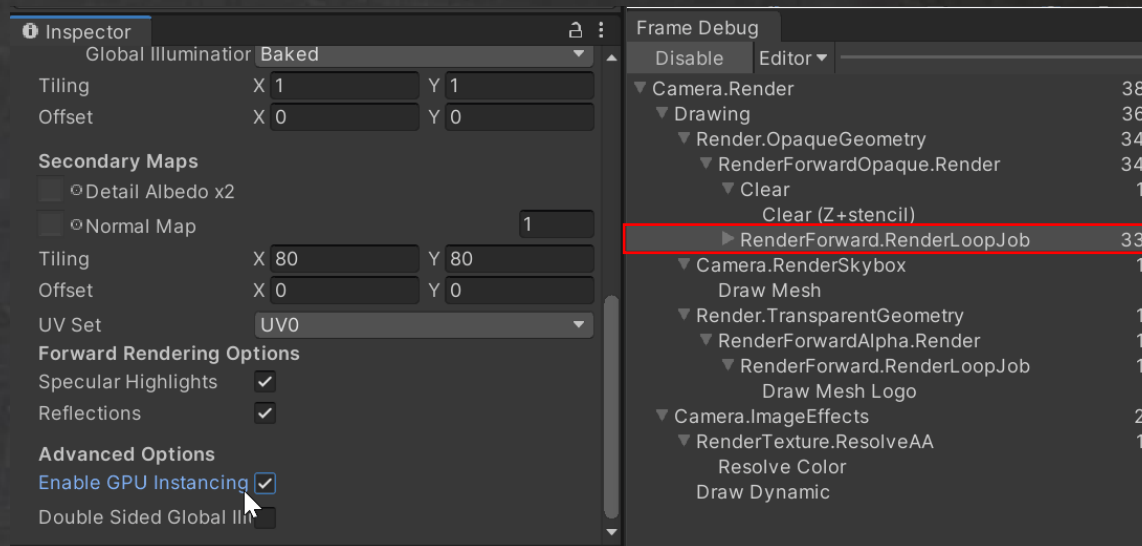 Inspector
Global Illumination Baked
Tiling X 1 Y 1
Offset X 0 Y 0
Secondary Maps
Detail Albedo x2
Normal Map 1
Tiling X 80 Y 80
Offset X 0 Y 0
UV Set UV0
Forward Rendering Options
Specular Highlights
Reflections
Advanced Options
Enable GPU Instancing
Double Sided Global Ill
Frame Debug
Disable Editor
Camera.Render 38
Drawing 36
Render.OpaqueGeometry 34
RenderForwardOpaque.Render 34
Clear 1
Clear (Z+stencil)
RenderForward.RenderLoopJob 33
Camera.RenderSkybox 1
Draw Mesh
Render.TransparentGeometry 1
RenderForwardAlpha.Render 1
RenderForward.RenderLoopJob 1
Draw Mesh Logo
Camera.ImageEffects 2
RenderTexture.ResolveAA 1
Resolve Color
Draw Dynamic